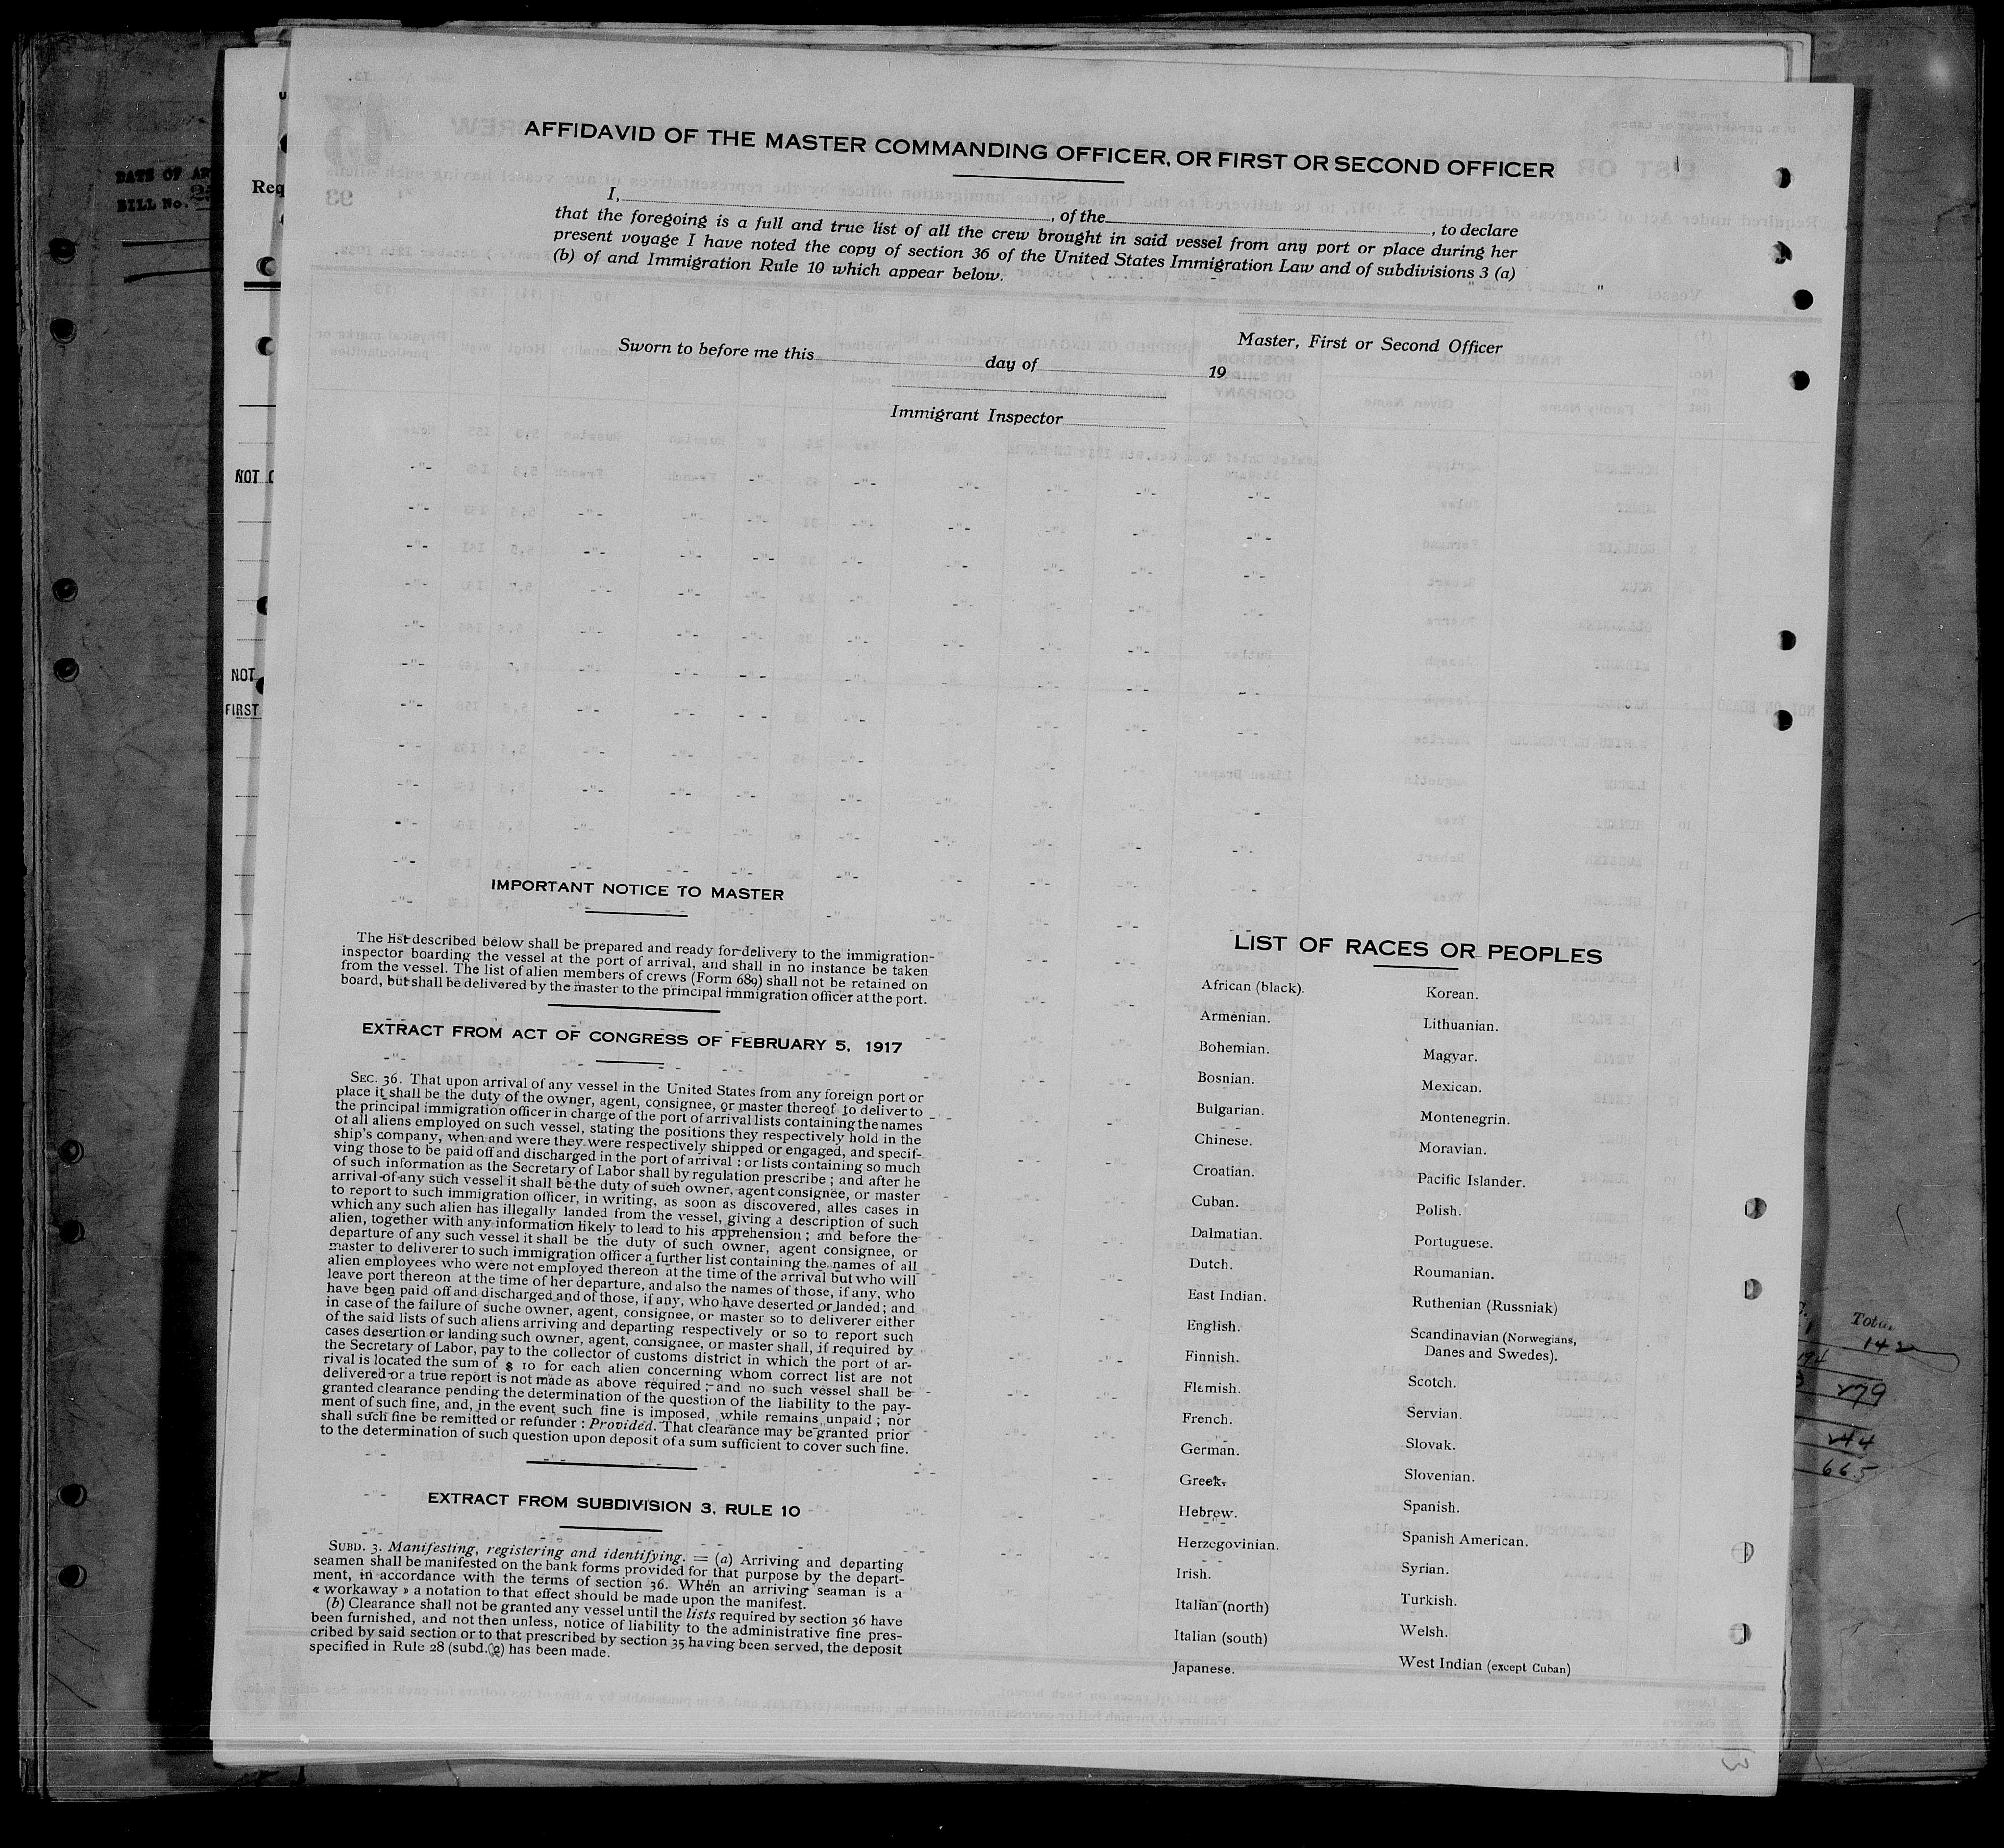 AFFIDAVID OF THE MASTER COMMANDING OFFICER, OR FIRST OR SECOND OFFICER
I, , of the , to declare
that the foregoing is a full and true list of all the crew brought in said vessel from any port or place during her
present voyage I have noted the copy of section 36 of the United States Immigration Law and of subdivisions 3 (a)
(b) of and Immigration Rule 10 which appear below.
Master, First or Second Officer
Sworn to before me this day of 19
Immigrant Inspector
IMPORTANT NOTICE TO MASTER
The list described below shall be prepared and ready for delivery to the immigration
inspector boarding the vessel at the port of arrival, and shall in no instance be taken
from the vessel. The list of alien members of crews (Form 689) shall not be retained on
board, but shall be delivered by the master to the principal immigration officer at the port.
EXTRACT FROM ACT OF CONGRESS OF FEBRUARY 5, 1917
SEC. 36. That upon arrival of any vessel in the United States from any foreign port or
place it shall be the duty of the owner, agent, consignee, or master thereof to deliver to
the principal immigration officer in charge of the port of arrival lists containing the names
ot all aliens employed on such vessel, stating the positions they respectively hold in the
ship's company, when and were they were respectively shipped or engaged, and specif-
ving those to be paid off and discharged in the port of arrival : or lists containing so much
of such information as the Secretary of Labor shall by regulation prescribe ; and after he
arrival of any such vessel it shall be the duty of such owner, agent consignee, or master
to report to such immigration officer, in writing, as soon as discovered, alles cases in
which any such alien has illegally landed from the vessel, giving a description of such
alien, together with any information likely to lead to his apprehension ; and before the
departure of any such vessel it shall be the duty of such owner, agent consignee, or
master to deliverer to such immigration officer a further list containing the names of all
alien employees who were not employed thereon at the time of the arrival but who will
leave port thereon at the time of her departure, and also the names of those, if any, who
have been paid off and discharged and of those, if any, who have deserted or landed ; and
in case of the failure of suche owner, agent, consignee, or master so to deliverer either
of the said lists of such aliens arriving and departing respectively or so to report such
cases desertion or landing such owner, agent, consignee, or master shall, if required by
the Secretary of Labor, pay to the collector of customs district in which the port of ar-
rival is located the sum of $ 10 for each alien concerning whom correct list are not
delivered or a true report is not made as above required ; and no such vessel shall be
granted clearance pending the determination of the question of the liability to the pay-
ment of such fine, and, in the event such fine is imposed, while remains unpaid ; nor
shall such fine be remitted or refunder : Provided. That clearance may be granted prior
to the determination of such question upon deposit of a sum sufficient to cover such fine.
EXTRACT FROM SUBDIVISION 3, RULE 10
SUBD. 3. Manifesting, registering and identifying. = (a) Arriving and departing
seamen shall be manifested on the bank forms provided for that purpose by the depart-
ment, in accordance with the terms of section 36. When an arriving seaman is a
« workaway » a notation to that effect should be made upon the manifest.
(b) Clearance shall not be granted any vessel until the lists required by section 36 have
been furnished, and not then unless, notice of liability to the administrative fine pres-
cribed by said section or to that prescribed by section 35 having been served, the deposit
specified in Rule 28 (subd. ) has been made.
LIST OF RACES OR PEOPLES
African (black).
Armenian.
Bohemian.
Bosnian.
Bulgarian.
Chinese.
Croatian.
Cuban.
Dalmatian.
Dutch.
East Indian.
English.
Finnish.
Flemish.
French.
German.
Greek.
Hebrew.
Herzegovinian.
Irish.
Italian (north)
Italian (south)
Japanese.
Korean.
Lithuanian.
Magyar.
Mexican.
Montenegrin.
Moravian.
Pacific Islander.
Polish.
Portuguese.
Roumanian.
Ruthenian (Russniak)
Scandinavian (Norwegians,
Danes and Swedes).
Scotch.
Servian.
Slovak.
Slovenian.
Spanish.
Spanish American.
Syrian.
Turkish.
Welsh.
West Indian (except Cuban)
DATE OF AR
BILL No. 
Req
NOT
NOT
FIRST
Total
142
279
244
665